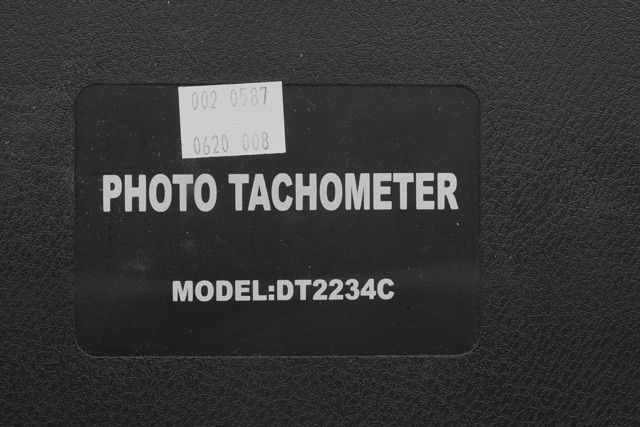 002 0587
0620 008
PHOTO TACHOMETER
MODEL:DT2234C